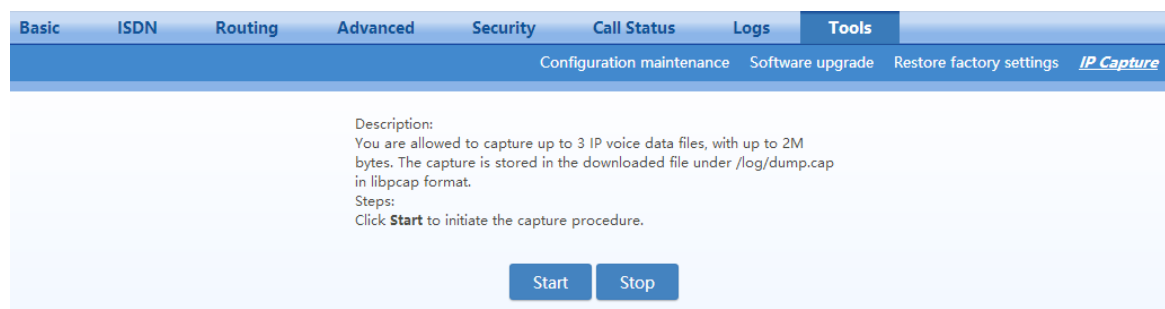 Basic ISDN Routing Advanced Security Call Status Logs Tools
Configuration maintenance Software upgrade Restore factory settings IP Capture
Description:
You are allowed to capture up to 3 IP voice data files, with up to 2M
bytes. The capture is stored in the downloaded file under /log/dump.cap
in libpcap format.
Steps:
Click Start to initiate the capture procedure.
Start Stop